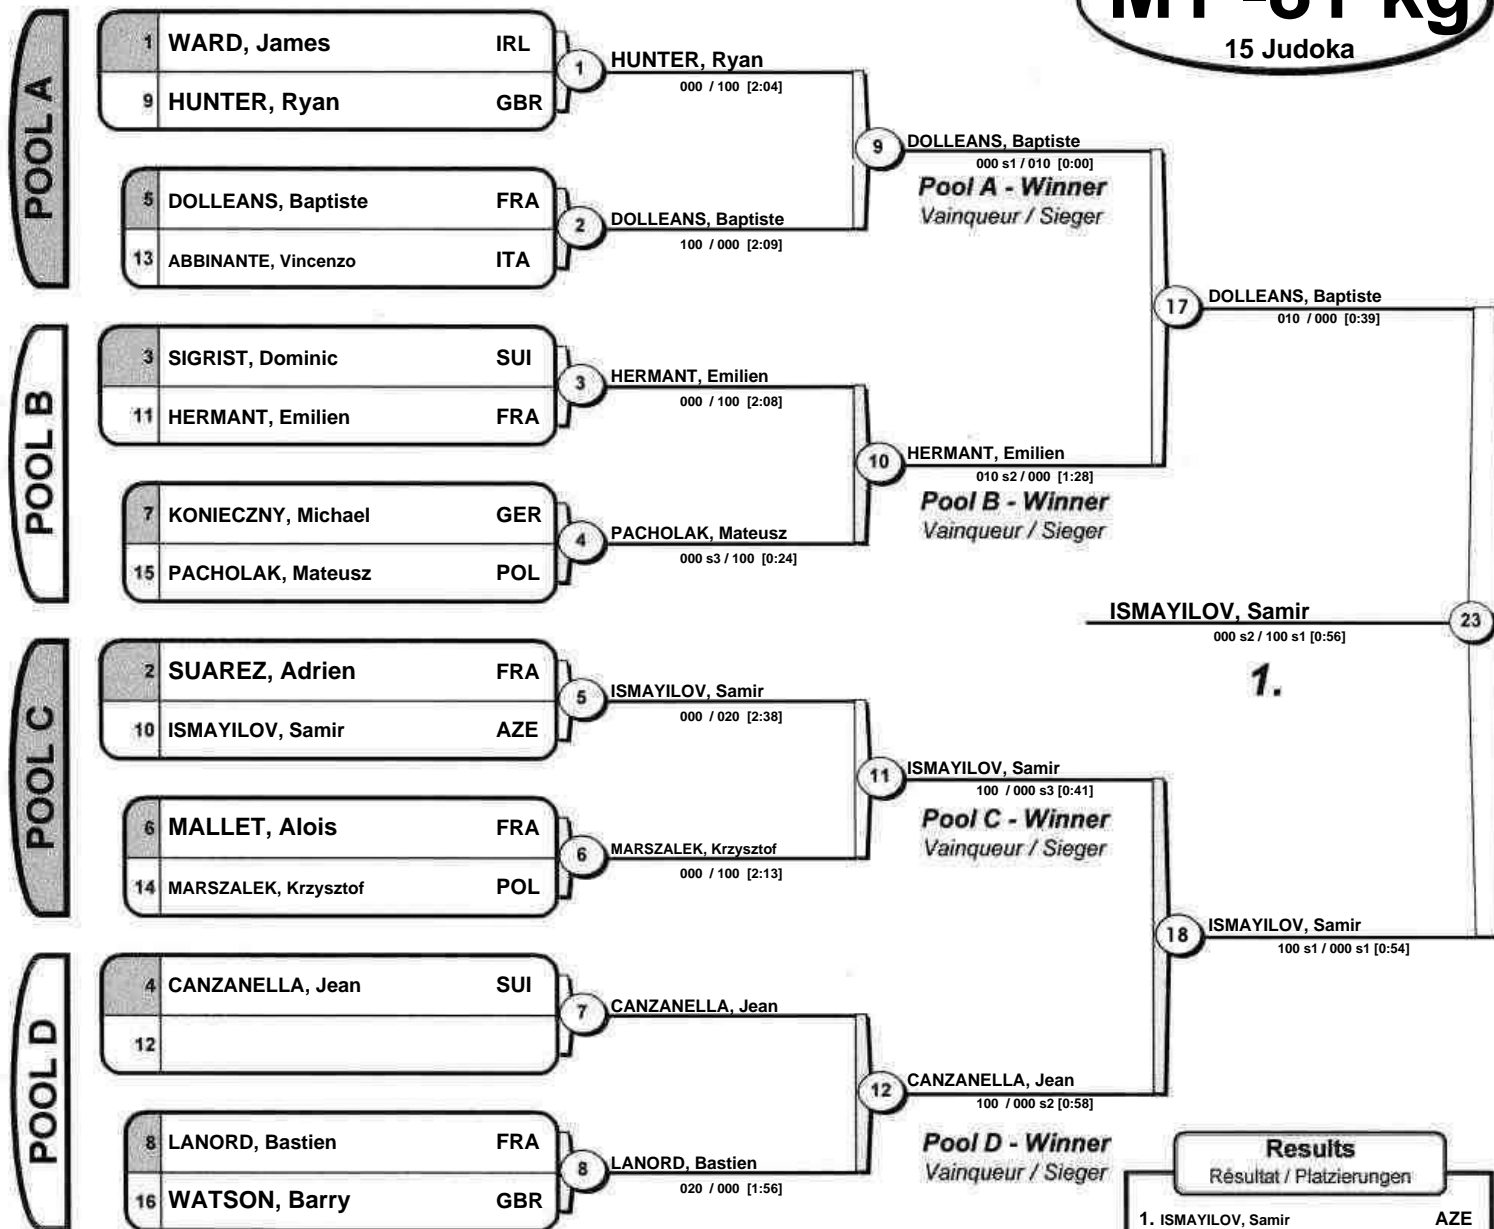 M1 -81 kg
15 Judoka
POOL A
1 WARD, James IRL
9 HUNTER, Ryan GBR
1
HUNTER, Ryan
000 / 100 [2:04]
5 DOLLEANS, Baptiste FRA
13 ABBINANTE, Vincenzo ITA
2
DOLLEANS, Baptiste
100 / 000 [2:09]
9
DOLLEANS, Baptiste
000 s1 / 010 [0:00]
Pool A - Winner
Vainqueur / Sieger
POOL B
3 SIGRIST, Dominic SUI
11 HERMANT, Emilien FRA
3
HERMANT, Emilien
000 / 100 [2:08]
7 KONIECZNY, Michael GER
15 PACHOLAK, Mateusz POL
4
PACHOLAK, Mateusz
000 s3 / 100 [0:24]
10
HERMANT, Emilien
010 s2 / 000 [1:28]
Pool B - Winner
Vainqueur / Sieger
17
DOLLEANS, Baptiste
010 / 000 [0:39]
ISMAYILOV, Samir
000 s2 / 100 s1 [0:56]
23
1.
POOL C
2 SUAREZ, Adrien FRA
10 ISMAYILOV, Samir AZE
5
ISMAYILOV, Samir
000 / 020 [2:38]
6 MALLET, Alois FRA
14 MARSZALEK, Krzysztof POL
6
MARSZALEK, Krzysztof
000 / 100 [2:13]
11
ISMAYILOV, Samir
100 / 000 s3 [0:41]
Pool C - Winner
Vainqueur / Sieger
18
ISMAYILOV, Samir
100 s1 / 000 s1 [0:54]
POOL D
4 CANZANELLA, Jean SUI
12
7
CANZANELLA, Jean
8 LANORD, Bastien FRA
16 WATSON, Barry GBR
8
LANORD, Bastien
020 / 000 [1:56]
12
CANZANELLA, Jean
100 / 000 s2 [0:58]
Pool D - Winner
Vainqueur / Sieger
Results
Résultat / Platzierungen
1. ISMAYILOV, Samir AZE